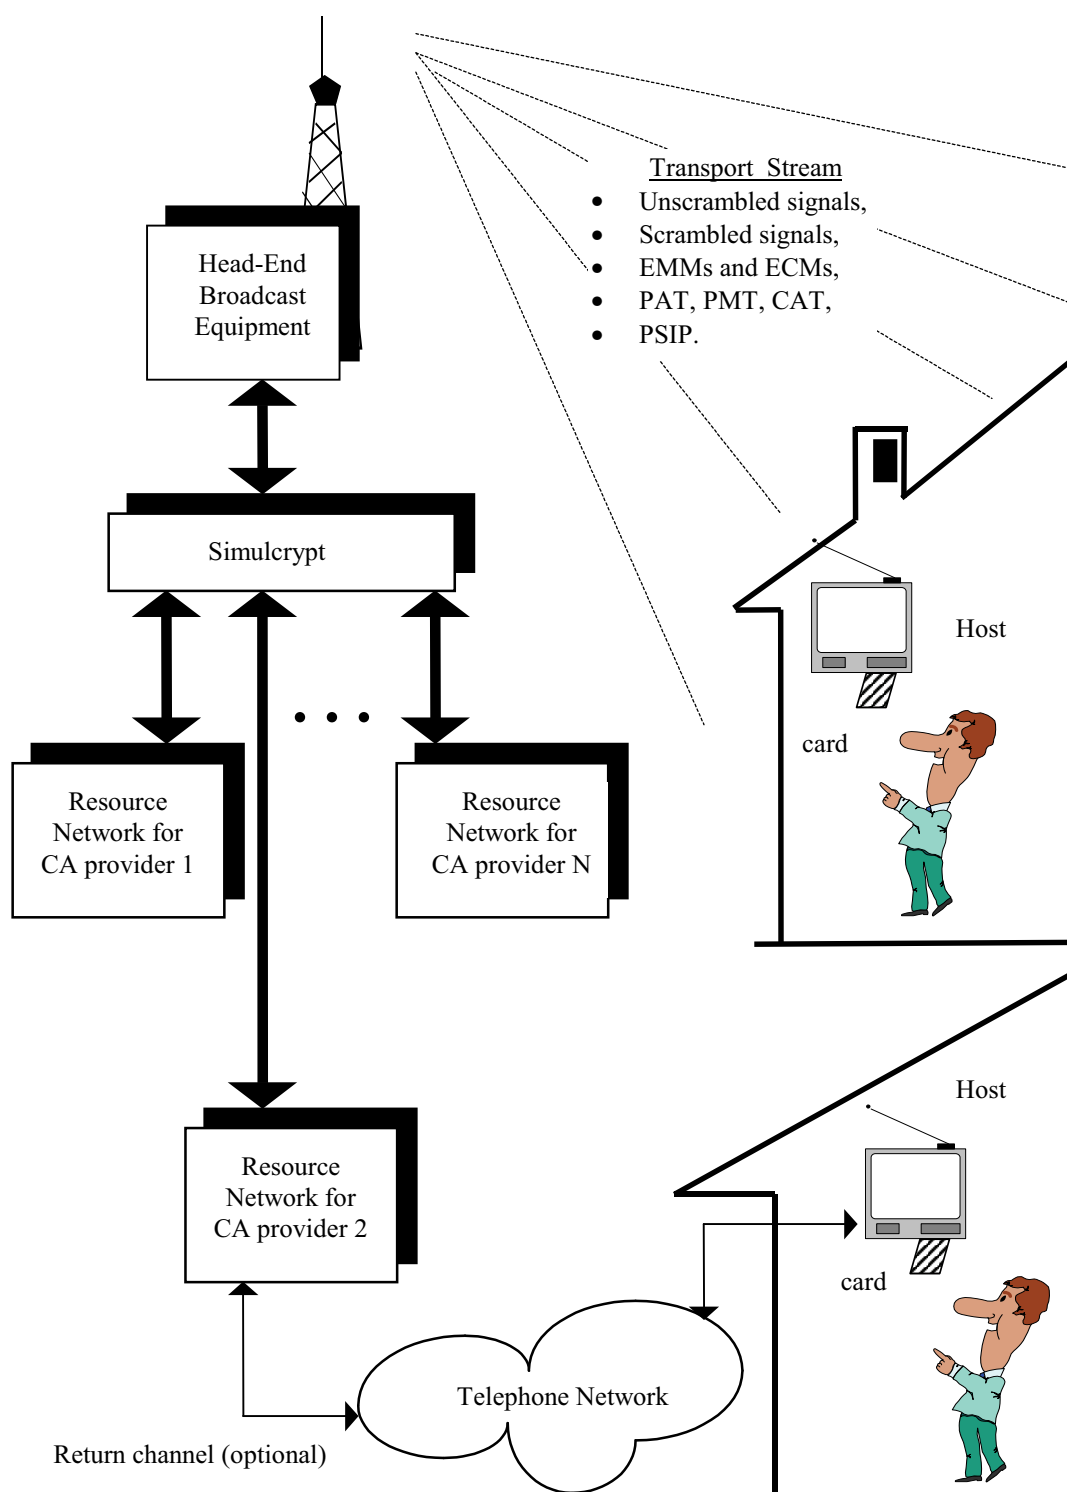 Transport Stream
• Unscrambled signals,
• Scrambled signals,
• EMMs and ECMs,
• PAT, PMT, CAT,
• PSIP.
Head-End
Broadcast
Equipment
Simulcrypt
Host
card
Resource
Network for
CA provider 1
Resource
Network for
CA provider N
Host
Resource
Network for
CA provider 2
card
Telephone Network
Return channel (optional)